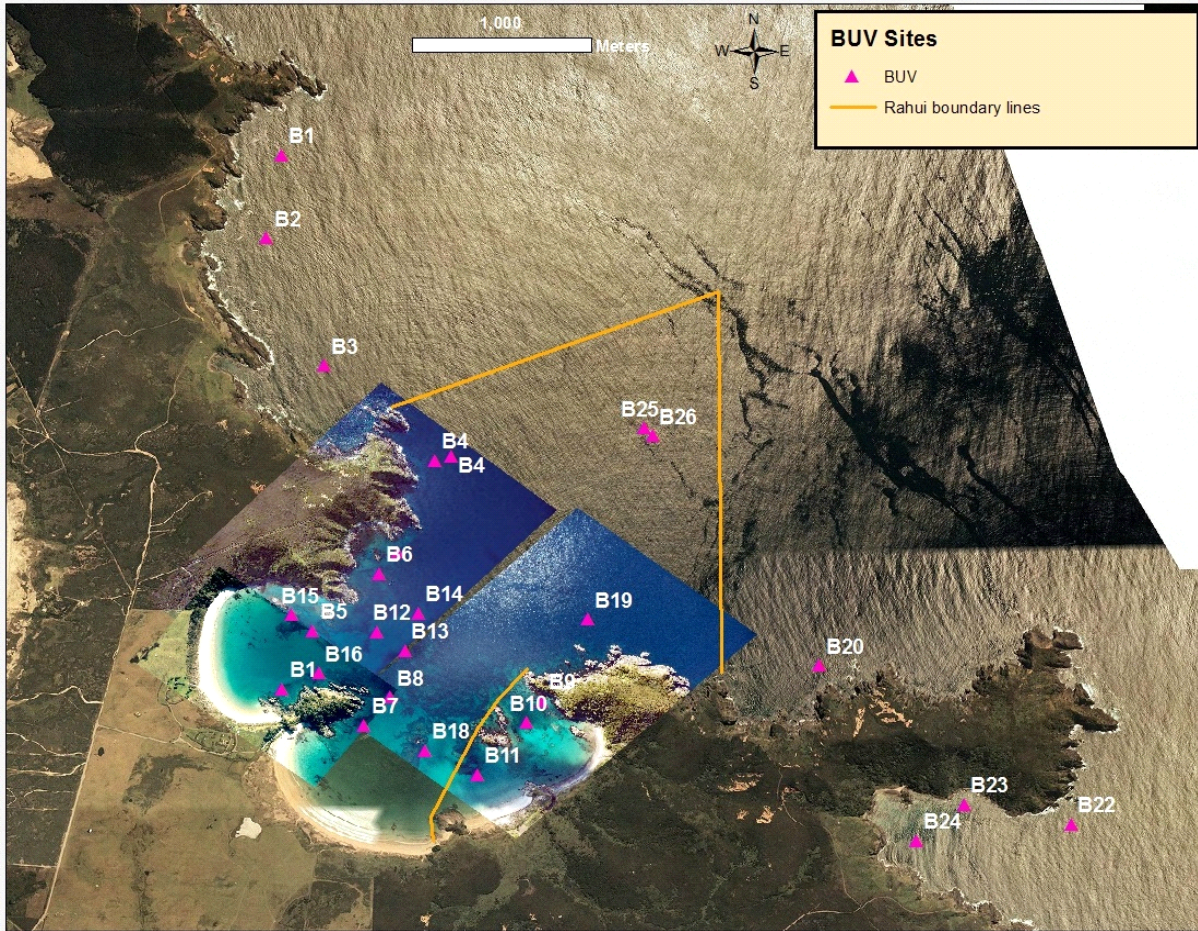 1,000
Meters
N
W
E
S
BUV Sites
BUV
Rahui boundary lines
B1
B2
B3
B25
B26
B4
B4
B6
B15
B5
B12
B14
B13
B19
B16
B1
B8
B7
B9
B10
B18
B11
B20
B23
B22
B24